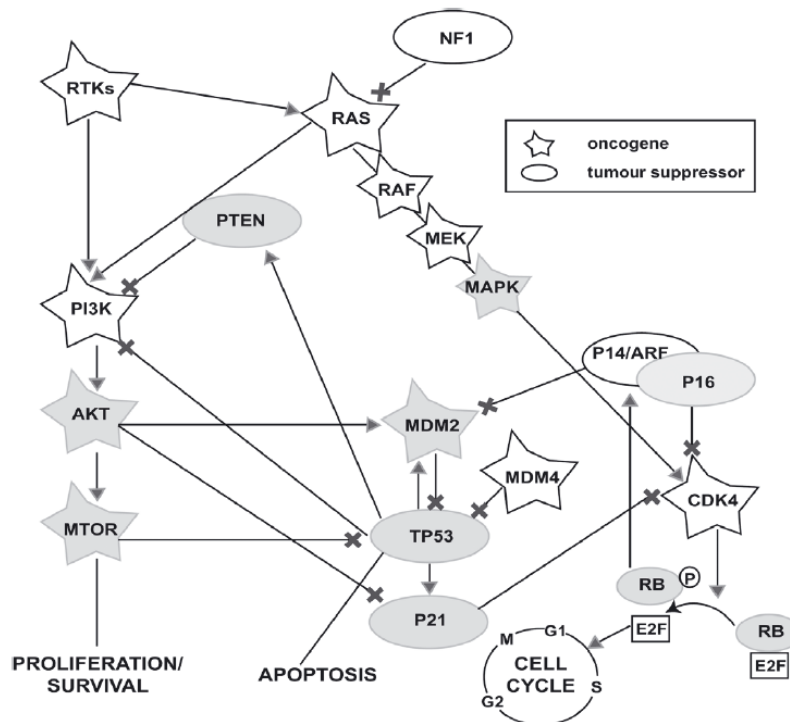 NF1
RTKs
RAS
oncogene
tumour suppressor
RAF
PTEN
MEK
MAPK
PI3K
P14/ARF
P16
AKT
MDM2
MDM4
CDK4
MTOR
TP53
RB
P
P21
E2F
RB
E2F
M
G1
S
G2
CELL
CYCLE
PROLIFERATION/
SURVIVAL
APOPTOSIS